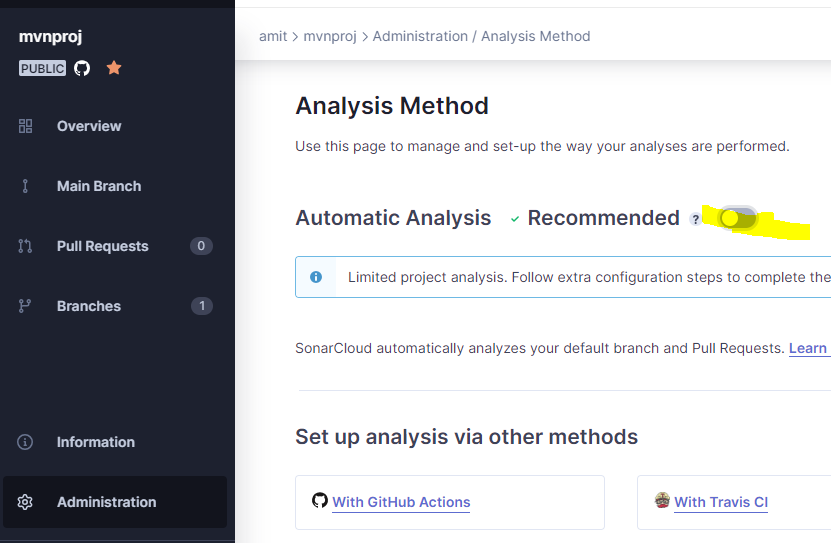 mvnproj
PUBLIC
Overview
Main Branch
Pull Requests 0
Branches 1
Information
Administration
amit > mvnproj > Administration / Analysis Method
Analysis Method
Use this page to manage and set-up the way your analyses are performed.
Automatic Analysis ✓ Recommended ?
Limited project analysis. Follow extra configuration steps to complete the
SonarCloud automatically analyzes your default branch and Pull Requests. Learn
Set up analysis via other methods
With GitHub Actions
With Travis CI